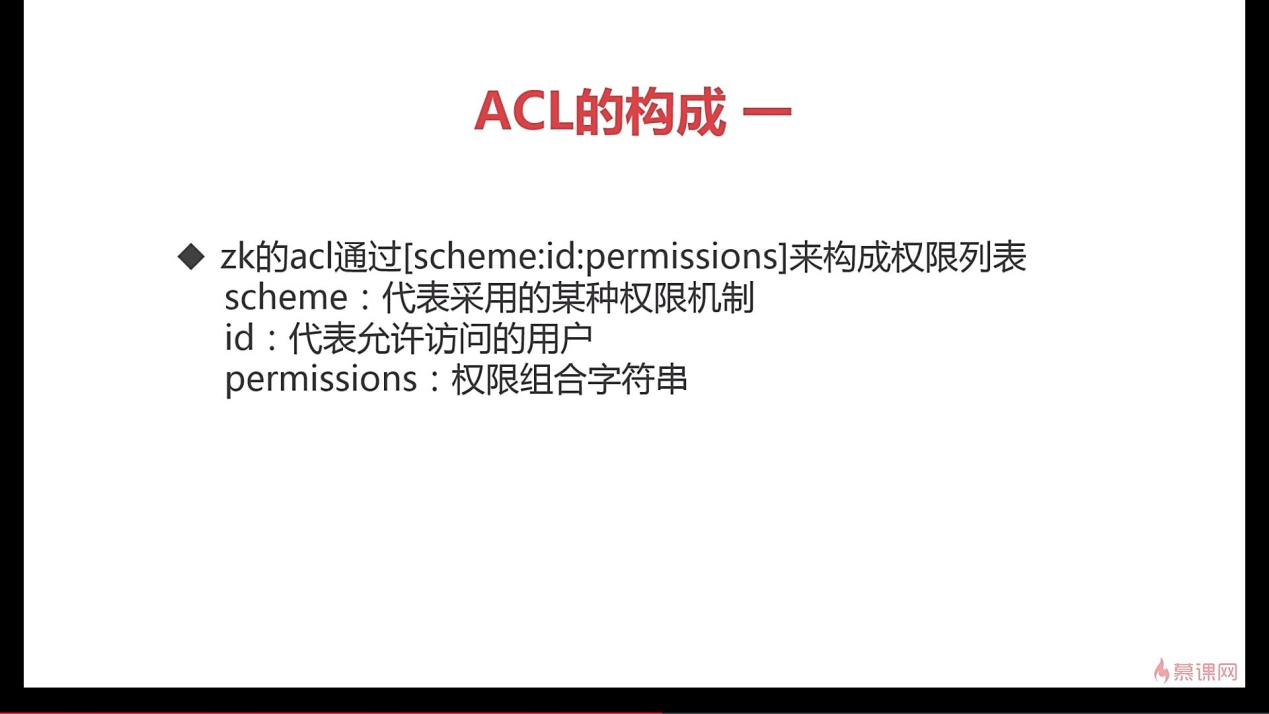 ACL的构成 一
◆ zk的acl通过[scheme:id:permissions]来构成权限列表
scheme：代表采用的某种权限机制
id：代表允许访问的用户
permissions：权限组合字符串
慕课网